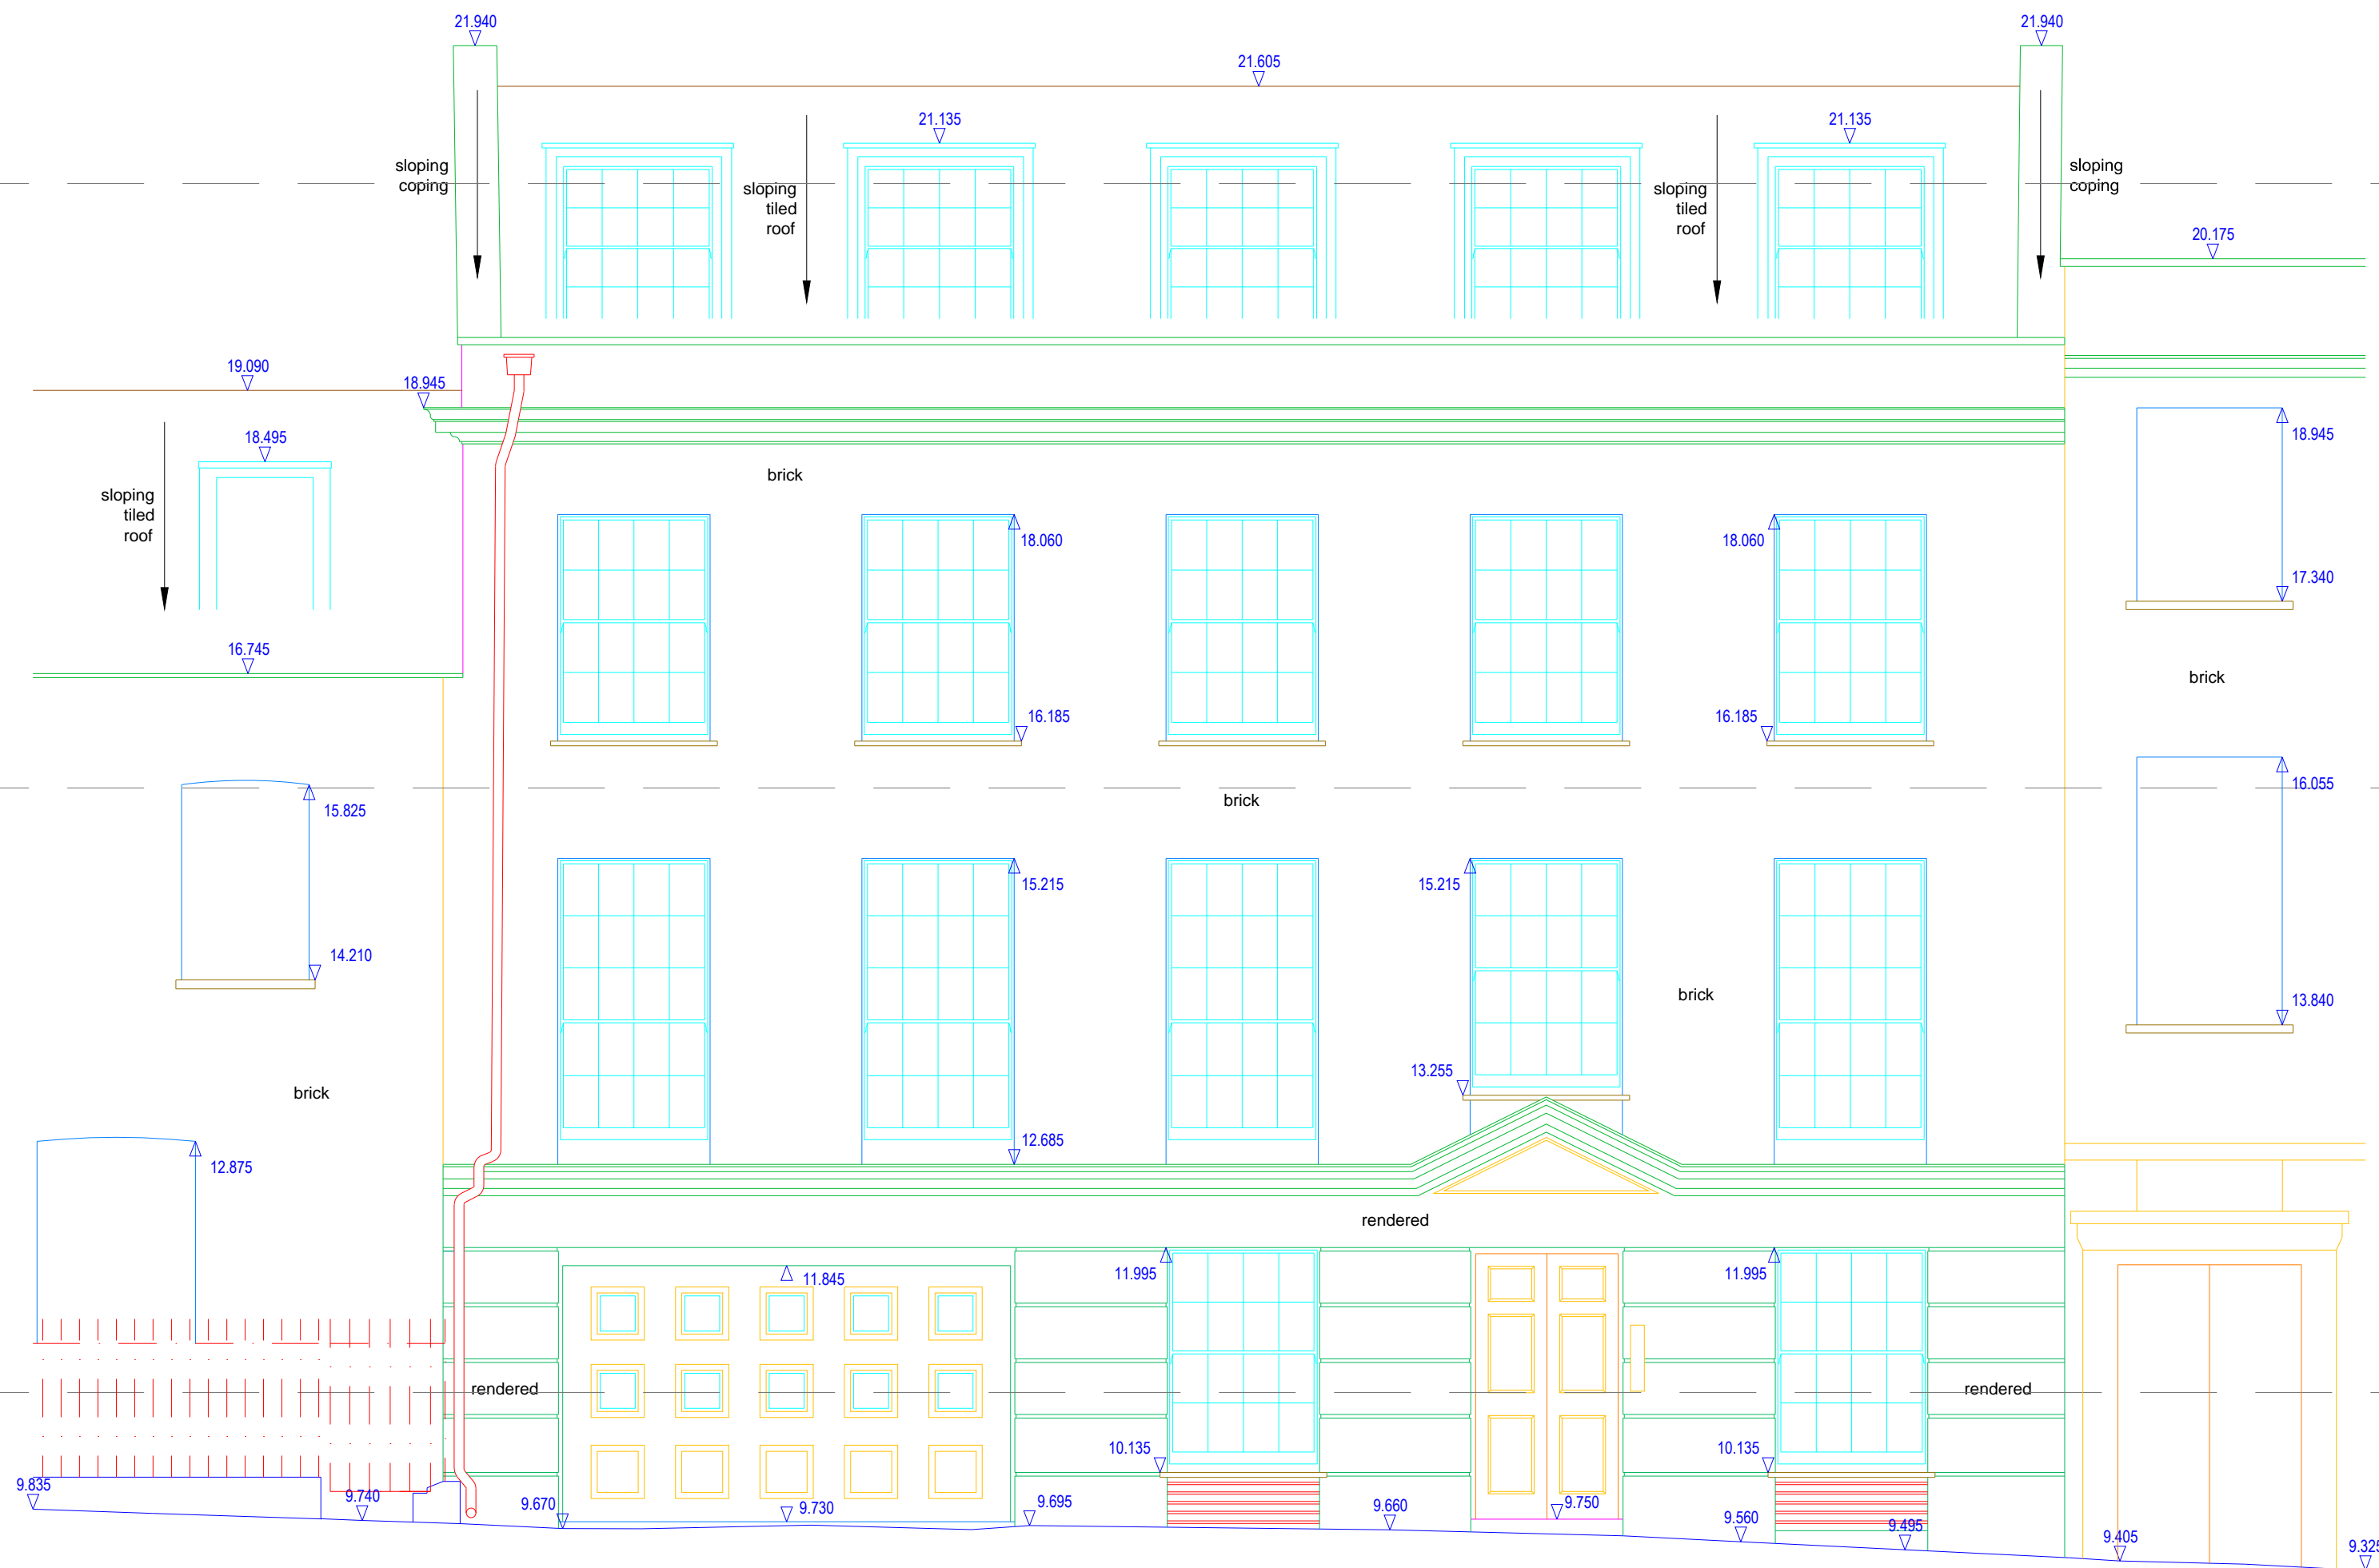 21.940
21.940
21.605
21.135
21.135
sloping
coping
sloping
tiled
roof
sloping
tiled
roof
sloping
coping
20.175
19.090
18.945
18.945
18.495
brick
sloping
tiled
roof
18.060
18.060
17.340
16.745
brick
16.185
16.185
16.055
15.825
brick
15.215
15.215
14.210
brick
13.840
13.255
brick
12.685
12.875
rendered
11.995
11.995
11.845
rendered
rendered
10.135
10.135
9.835
9.740
9.670
9.730
9.695
9.660
9.750
9.560
9.495
9.405
9.325